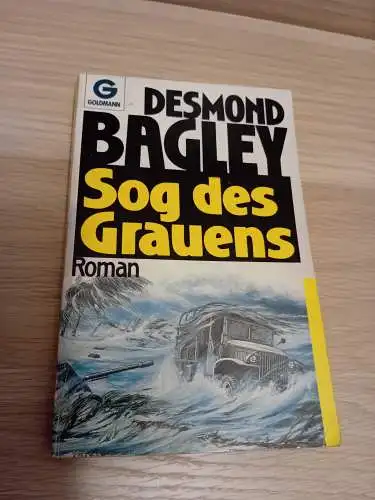 G
GOLDMANN
DESMOND
BAGLEY
Sog des
Grauens
Roman